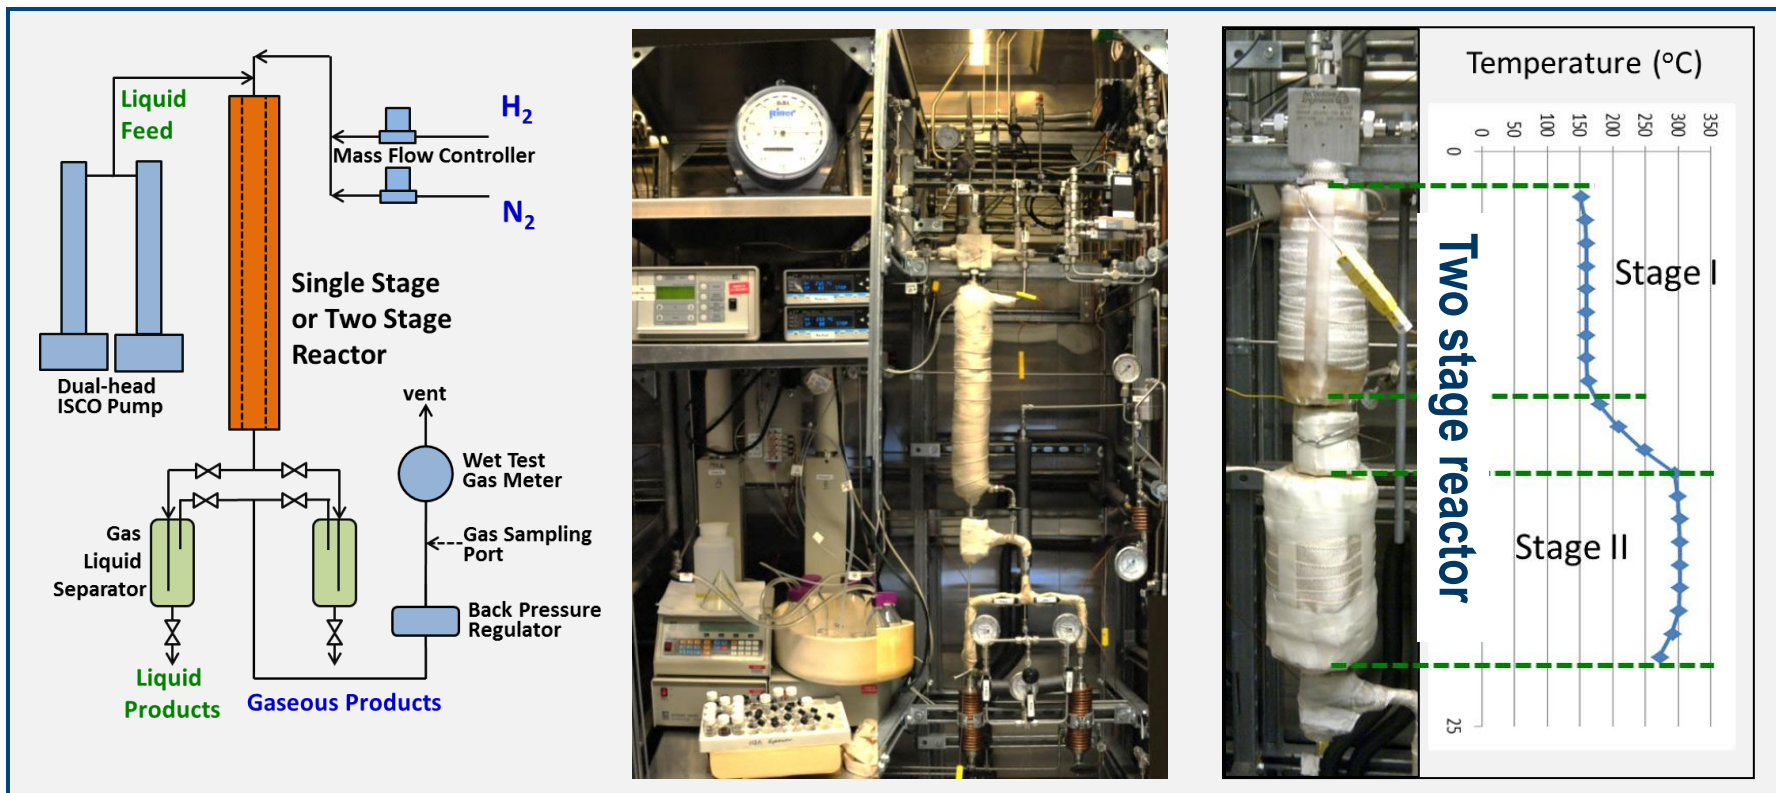 Liquid
Feed
H2
Mass Flow Controller
N2
Single Stage
or Two Stage
Reactor
Dual-head
ISCO Pump
vent
Wet Test
Gas Meter
Gas Sampling
Port
Gas
Liquid
Separator
Back Pressure
Regulator
Liquid
Products
Gaseous Products
Ritter
Temperature (°C)
0 50 100 150 200 250 300 350
0
Stage I
Two stage reactor
Stage II
25